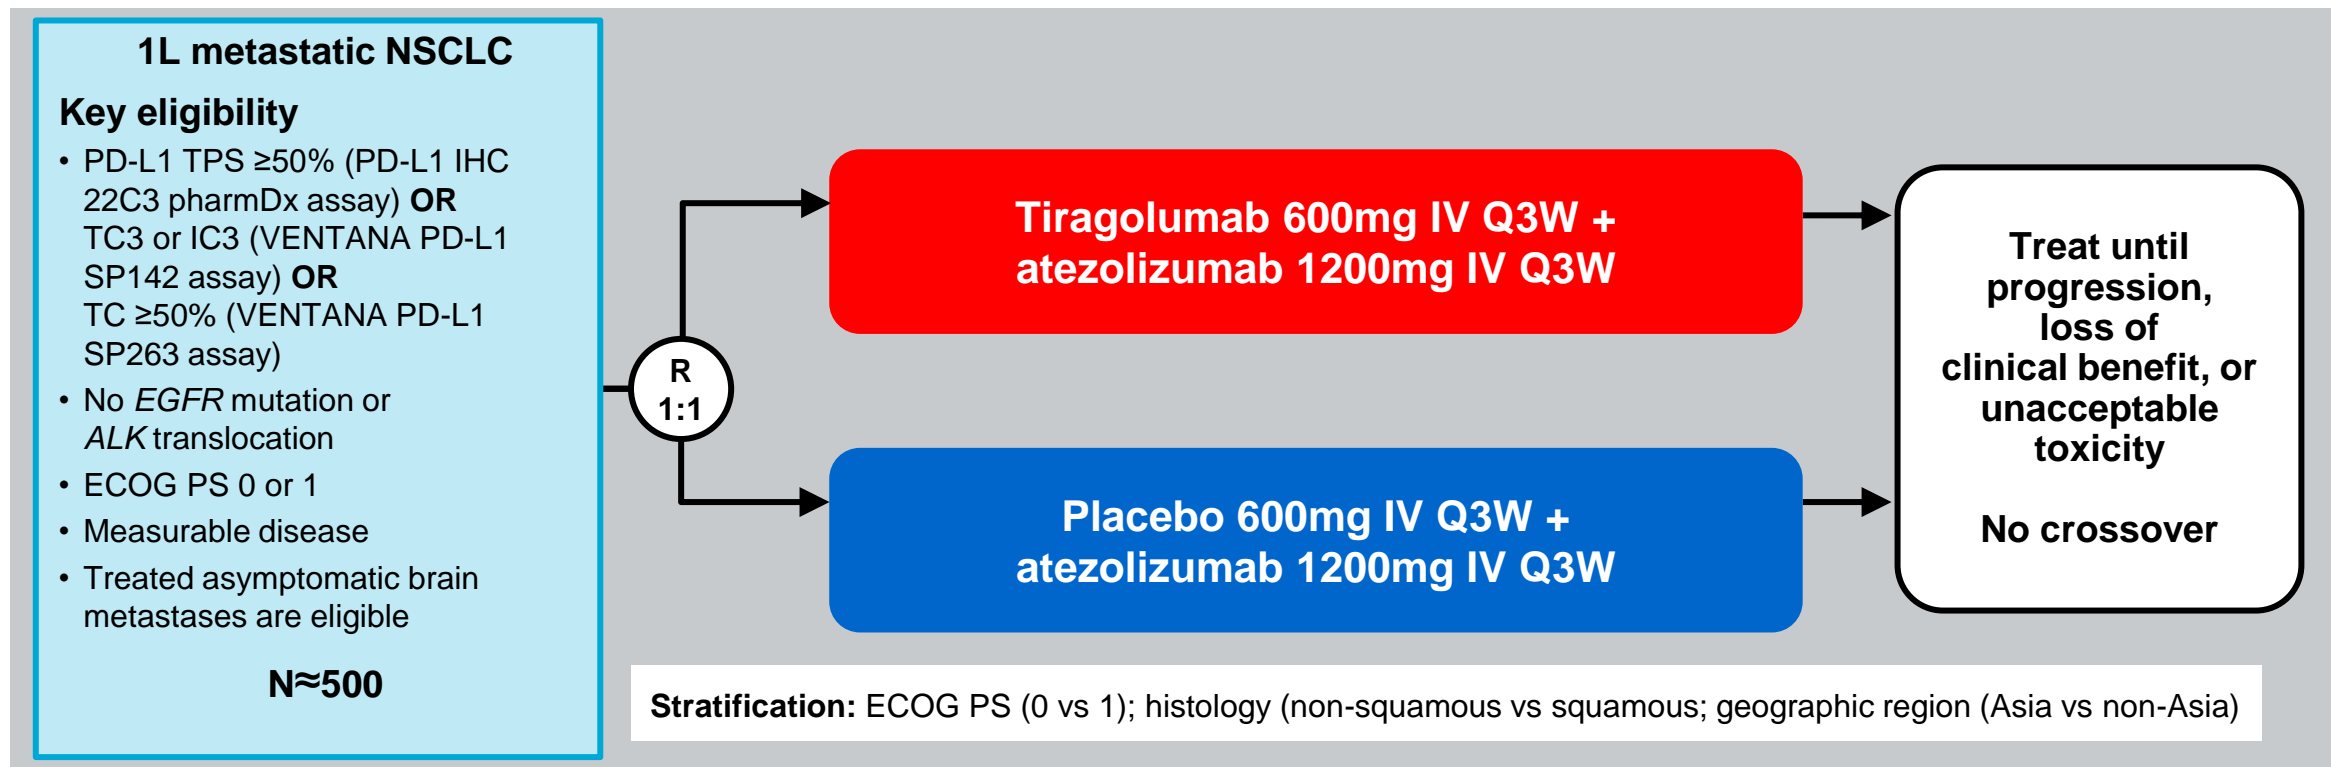 1L metastatic NSCLC
Key eligibility
• PD-L1 TPS ≥50% (PD-L1 IHC
22C3 pharmDx assay) OR
TC3 or IC3 (VENTANA PD-L1
SP142 assay) OR
TC ≥50% (VENTANA PD-L1
SP263 assay)
• No EGFR mutation or
ALK translocation
• ECOG PS 0 or 1
• Measurable disease
• Treated asymptomatic brain
metastases are eligible
N≈500
R
1:1
Tiragolumab 600mg IV Q3W +
atezolizumab 1200mg IV Q3W
Placebo 600mg IV Q3W +
atezolizumab 1200mg IV Q3W
Treat until
progression,
loss of
clinical benefit, or
unacceptable
toxicity
No crossover
Stratification: ECOG PS (0 vs 1); histology (non-squamous vs squamous; geographic region (Asia vs non-Asia)